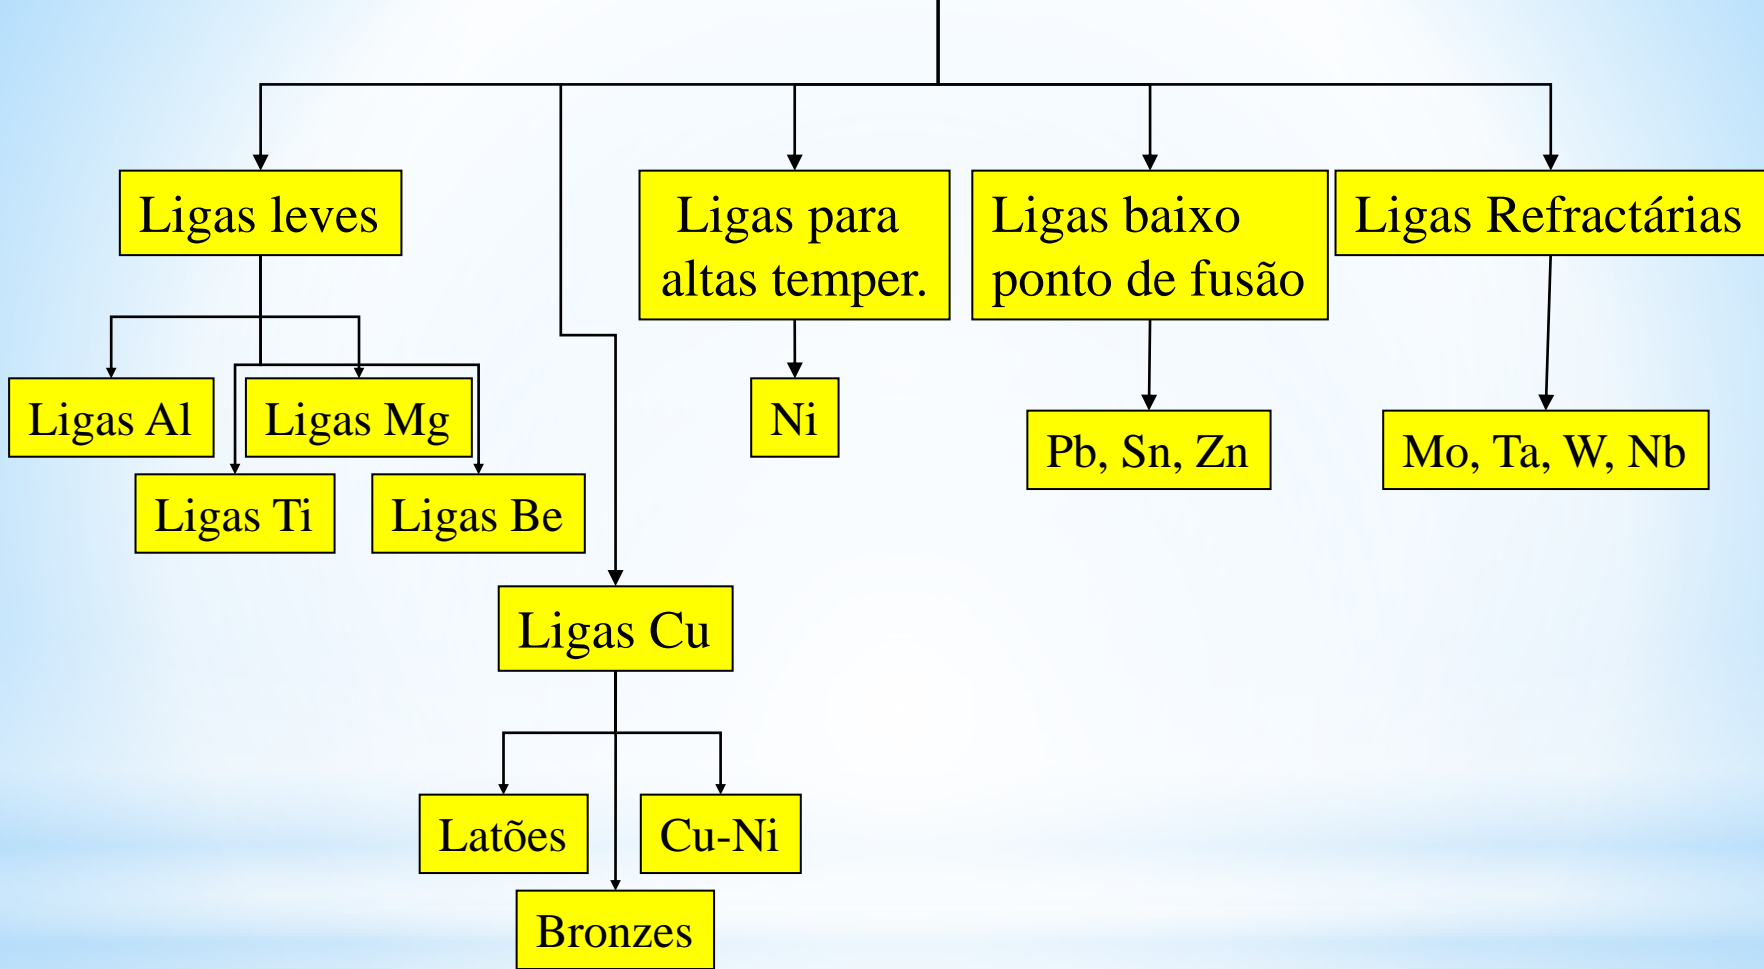 Ligas leves
Ligas para
altas temper.
Ligas baixo
ponto de fusão
Ligas Refractárias
Ligas Al
Ligas Mg
Ligas Ti
Ligas Be
Ni
Pb, Sn, Zn
Mo, Ta, W, Nb
Ligas Cu
Latões
Cu-Ni
Bronzes